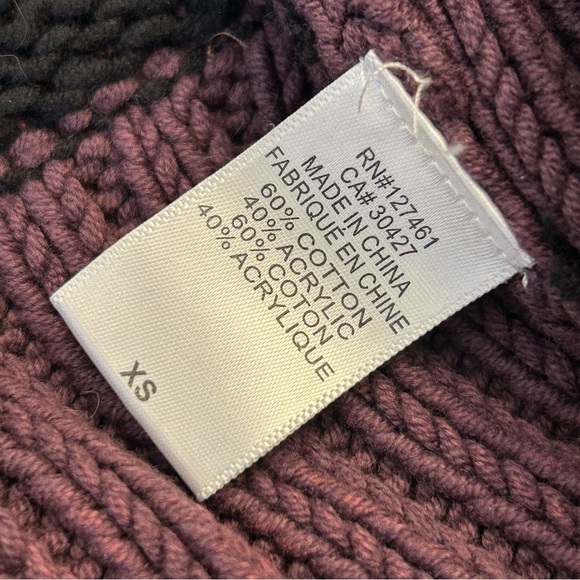 RN#127461
CA# 30427
MADE IN CHINA
FABRIQUÉ EN CHINE
60% COTTON
40% ACRYLIC
60% COTON
40% ACRYLIQUE
XS